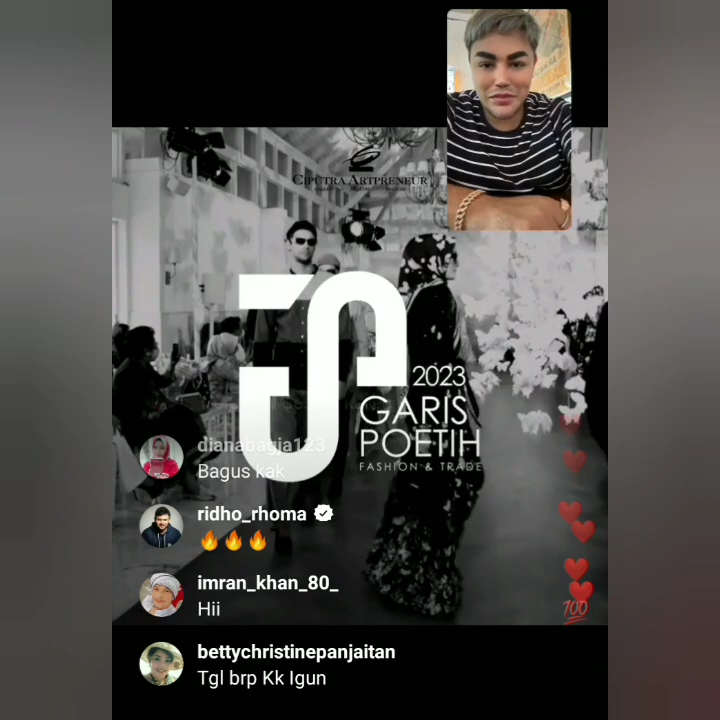 CIPUTRA ARTPRENEUR
2023
GARIS
POETIH
FASHION & TRADE
dianabagja123
Bagus kak
ridho_rhoma
🔥🔥🔥
imran_khan_80_
Hii
bettychristinepanjaitan
Tgl brp Kk Igun
💯